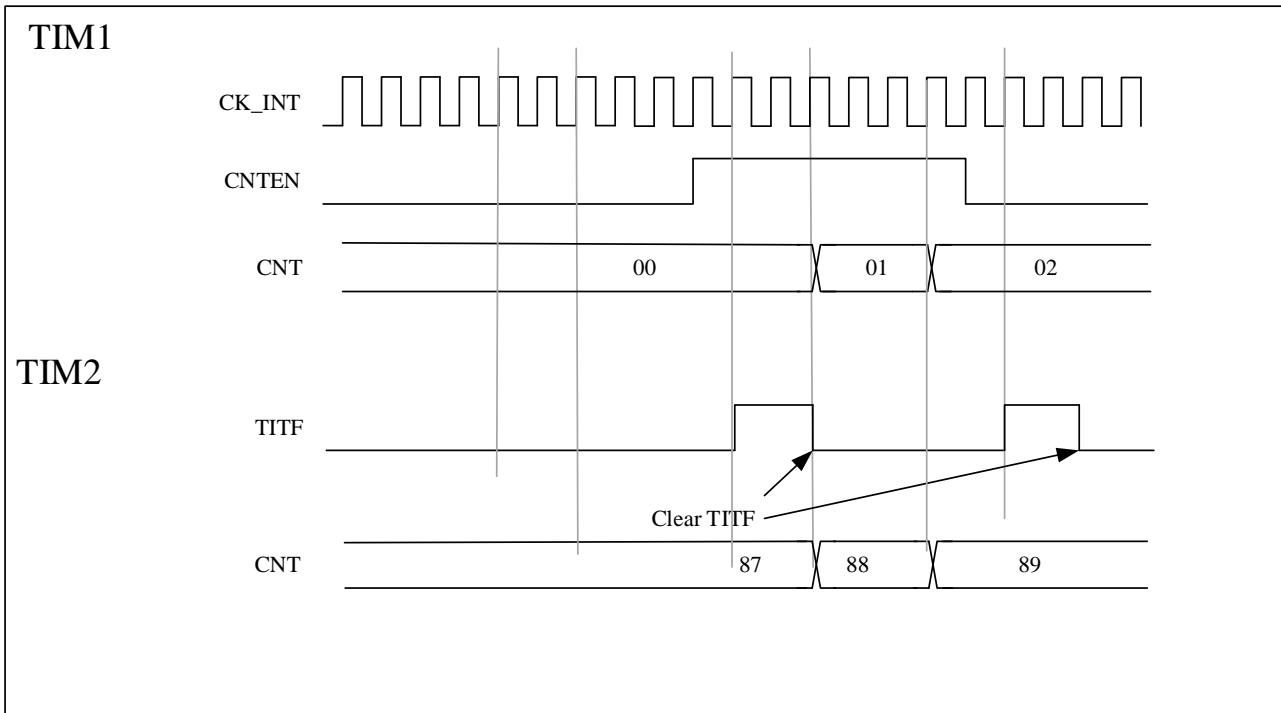 TIM1
CK_INT
CNTEN
CNT 00 01 02
TIM2
TITF
Clear TITF
CNT 87 88 89